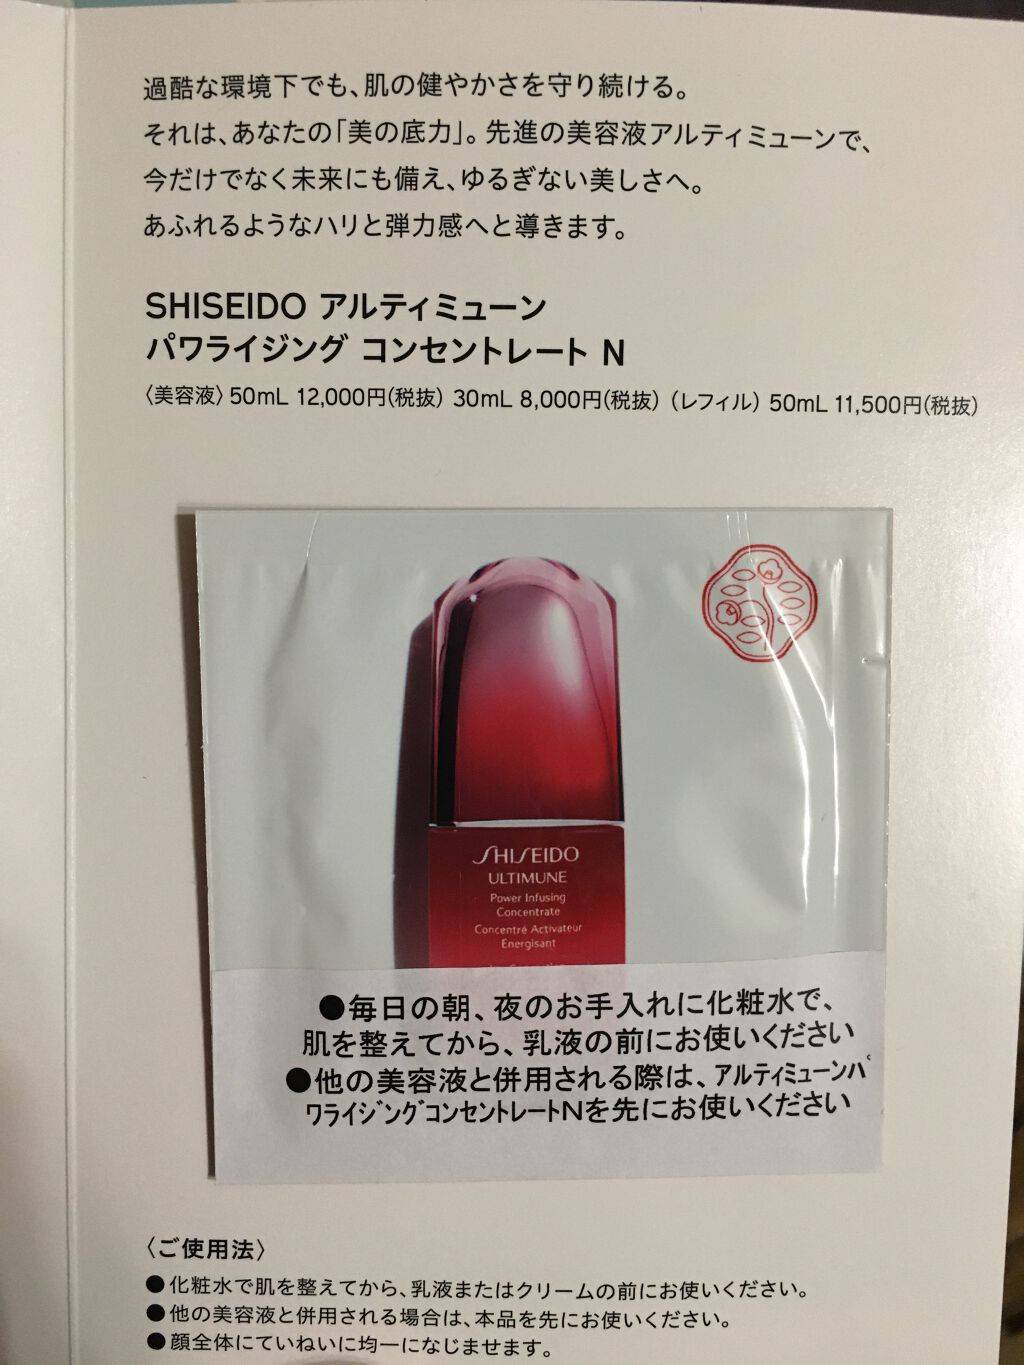 過酷な環境下でも、肌の健やかさを守り続ける。
それは、あなたの「美の底力」。先進の美容液アルティミューンで、
今だけでなく未来にも備え、ゆるぎない美しさへ。
あふれるようなハリと弾力感へと導きます。
SHISEIDO アルティミューン
パワライジング コンセントレート N
〈美容液〉50mL 12,000円(税抜) 30mL 8,000円(税抜) (レフィル) 50mL 11,500円(税抜)
SHISEIDO
ULTIMUNE
Power Infusing
Concentrate
Concentré Activateur
Energisant
●毎日の朝、夜のお手入れに化粧水で、
肌を整えてから、乳液の前にお使いください
●他の美容液と併用される際は、アルティミューンパ
ワライジングコンセントレートNを先にお使いください
〈ご使用法〉
●化粧水で肌を整えてから、乳液またはクリームの前にお使いください。
●他の美容液と併用される場合は、本品を先にお使いください。
●顔全体にていねいに均一になじませます。